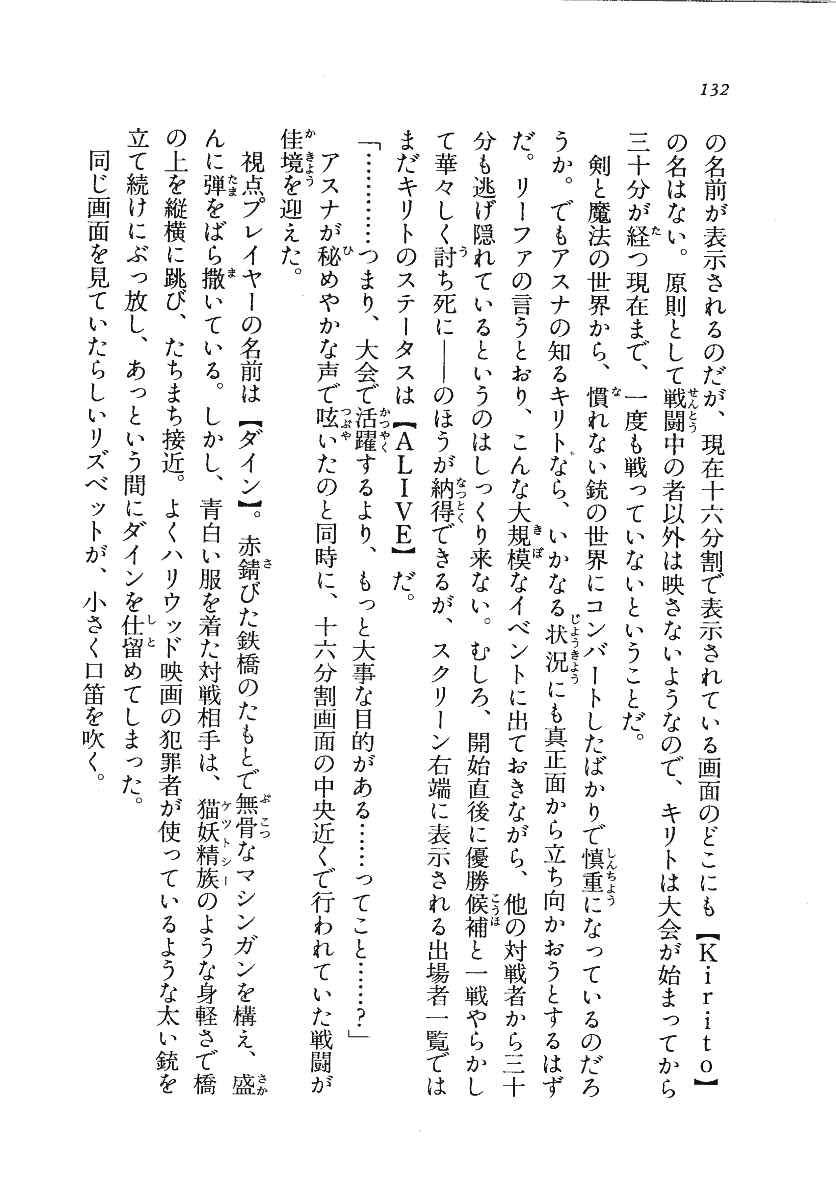 132
の名前が表示されるのだが、現在十六分割で表示されている画面のどこにも【Kirito】
の名はない。原則として戦闘中の者以外は映さないようなので、キリトは大会が始まってから
三十分が経つ現在まで、一度も戦っていないということだ。
剣と魔法の世界から、慣れない銃の世界にコンバートしたばかりで慎重になっているのだろ
うか。でもアスナの知るキリトなら、いかなる状況にも真正面から立ち向かおうとするはず
だ。リーファの言うとおり、こんな大規模なイベントに出ておきながら、他の対戦者から三十
分も逃げ隠れているというのはしっくり来ない。むしろ、開始直後に優勝候補と一戦やらかし
て華々しく討ち死に――のほうが納得できるが、スクリーン右端に表示される出場者一覧では
まだキリトのステータスは【ALIVE】だ。
「…………つまり、大会で活躍するより、もっと大事な目的がある……ってこと……?」
アスナが秘めやかな声で呟いたのと同時に、十六分割画面の中央近くで行われていた戦闘が
佳境を迎えた。
視点プレイヤーの名前は【ダイン】。赤錆びた鉄橋のたもとで無骨なマシンガンを構え、盛
んに弾をばら撒いている。しかし、青白い服を着た対戦相手は、猫妖精族のような身軽さで橋
の上を縦横に跳び、たちまち接近。よくハリウッド映画の犯罪者が使っているような太い銃を
立て続けにぶっ放し、あっという間にダインを仕留めてしまった。
同じ画面を見ていたらしいリズベットが、小さく口笛を吹く。